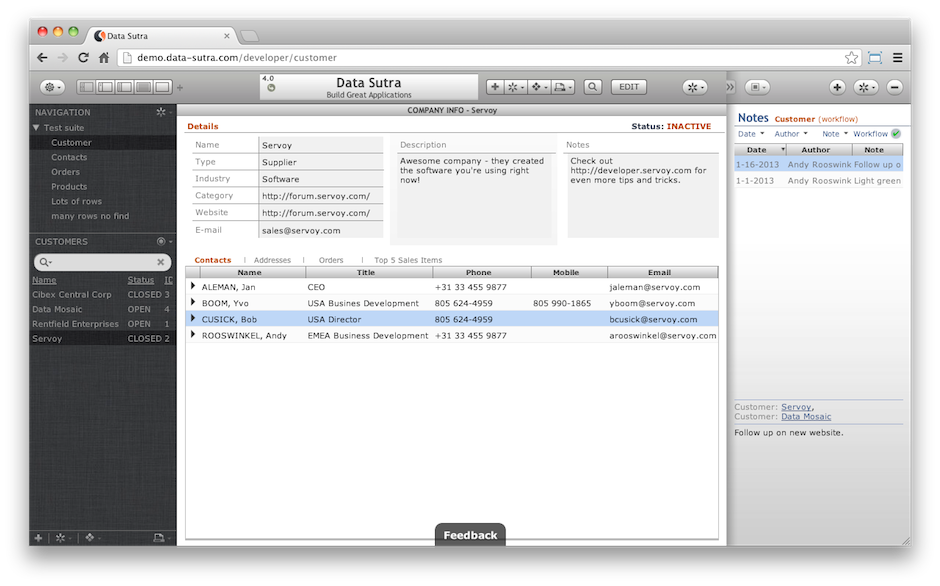 Data Sutra
demo.data-sutra.com/developer/customer
4.0
Data Sutra
Build Great Applications
EDIT
NAVIGATION
Test suite
Customer
Contacts
Orders
Products
Lots of rows
many rows no find
CUSTOMERS
Name Status ID
Cibex Central Corp CLOSED 3
Data Mosaic OPEN 4
Rentfield Enterprises OPEN 1
Servoy CLOSED 2
COMPANY INFO - Servoy
Details Status: INACTIVE
Name Servoy
Type Supplier
Industry Software
Category http://forum.servoy.com/
Website http://forum.servoy.com/
E-mail sales@servoy.com
Description
Awesome company - they created
the software you're using right
now!
Notes
Check out
http://developer.servoy.com for
even more tips and tricks.
Contacts Addresses Orders Top 5 Sales Items
Name Title Phone Mobile Email
ALEMAN, Jan CEO +31 33 455 9877 jaleman@servoy.com
BOOM, Yvo USA Busines Development 805 624-4959 805 990-1865 yboom@servoy.com
CUSICK, Bob USA Director 805 624-4959 bcusick@servoy.com
ROOSWINKEL, Andy EMEA Business Development +31 33 455 9877 arooswinkel@servoy.com
Feedback
Notes Customer (workflow)
Date Author Note Workflow
Date Author Note
1-16-2013 Andy Rooswink Follow up o
1-1-2013 Andy Rooswink Light green
Customer: Servoy,
Customer: Data Mosaic
Follow up on new website.